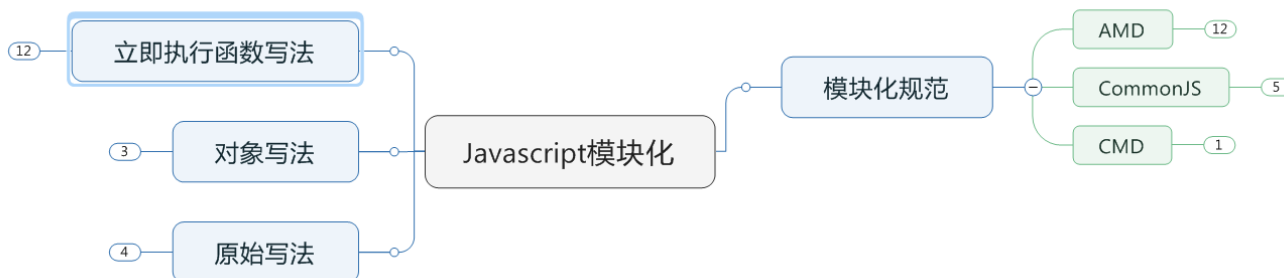 立即执行函数写法
12
对象写法
3
原始写法
4
Javascript模块化
模块化规范
AMD
12
CommonJS
5
CMD
1